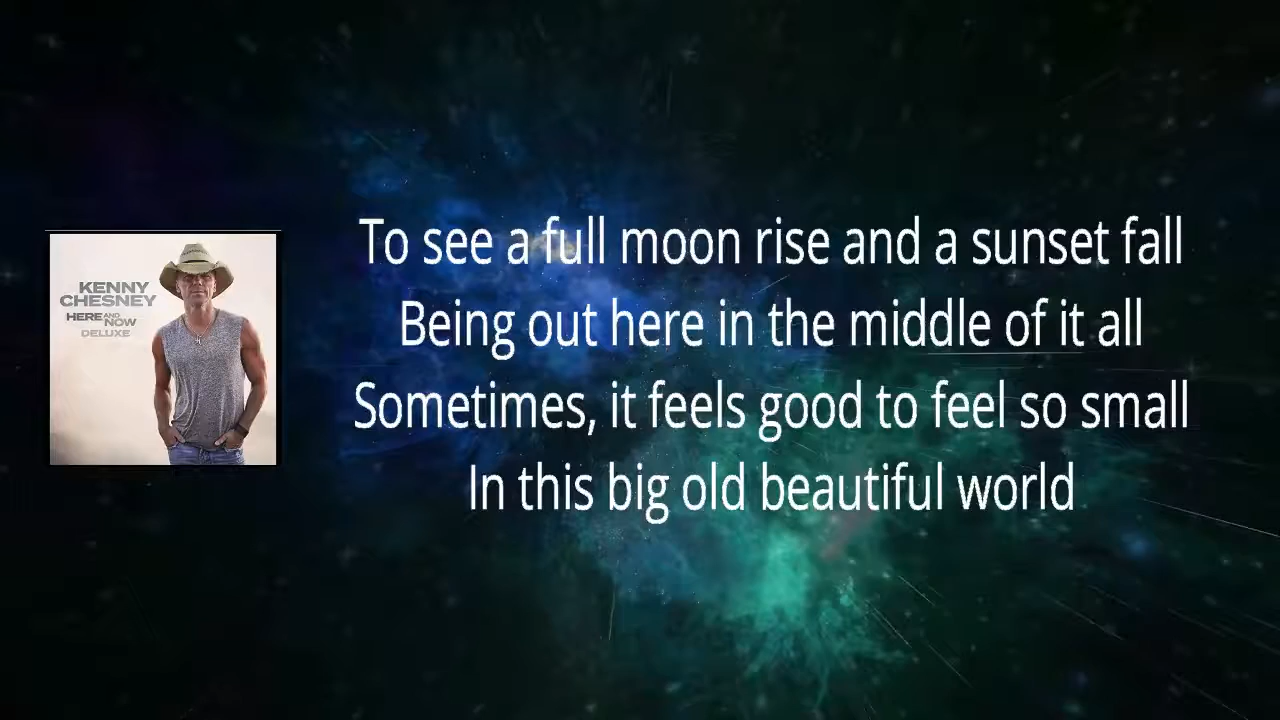 KENNY
CHESNEY
HERE AND NOW
DELUXE
To see a full moon rise and a sunset fall
Being out here in the middle of it all
Sometimes, it feels good to feel so small
In this big old beautiful world